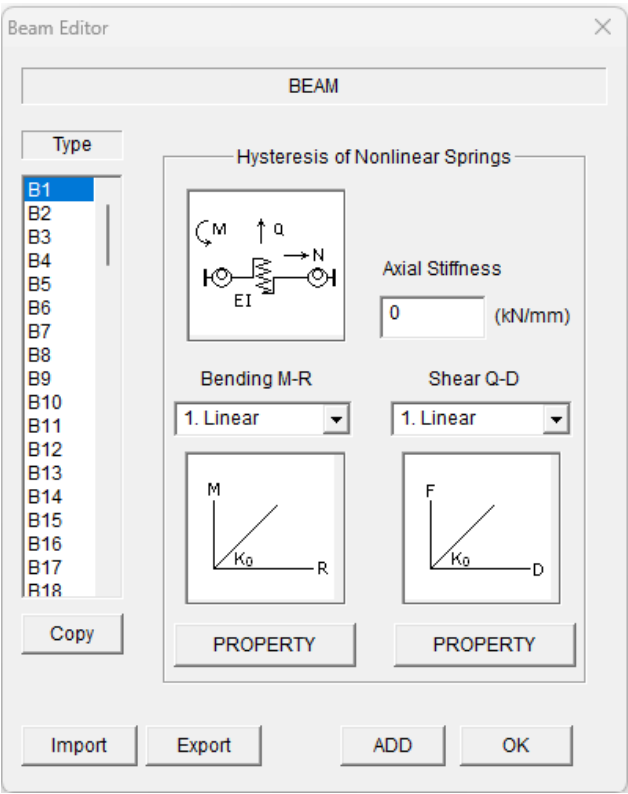 Beam Editor
BEAM
Type
B1
B2
B3
B4
B5
B6
B7
B8
B9
B10
B11
B12
B13
B14
B15
B16
B17
B18
Copy
Hysteresis of Nonlinear Springs
M Q
N
EI
Axial Stiffness
0 (kN/mm)
Bending M-R Shear Q-D
1. Linear 1. Linear
M
K0
R
F
K0
D
PROPERTY PROPERTY
Import Export ADD OK